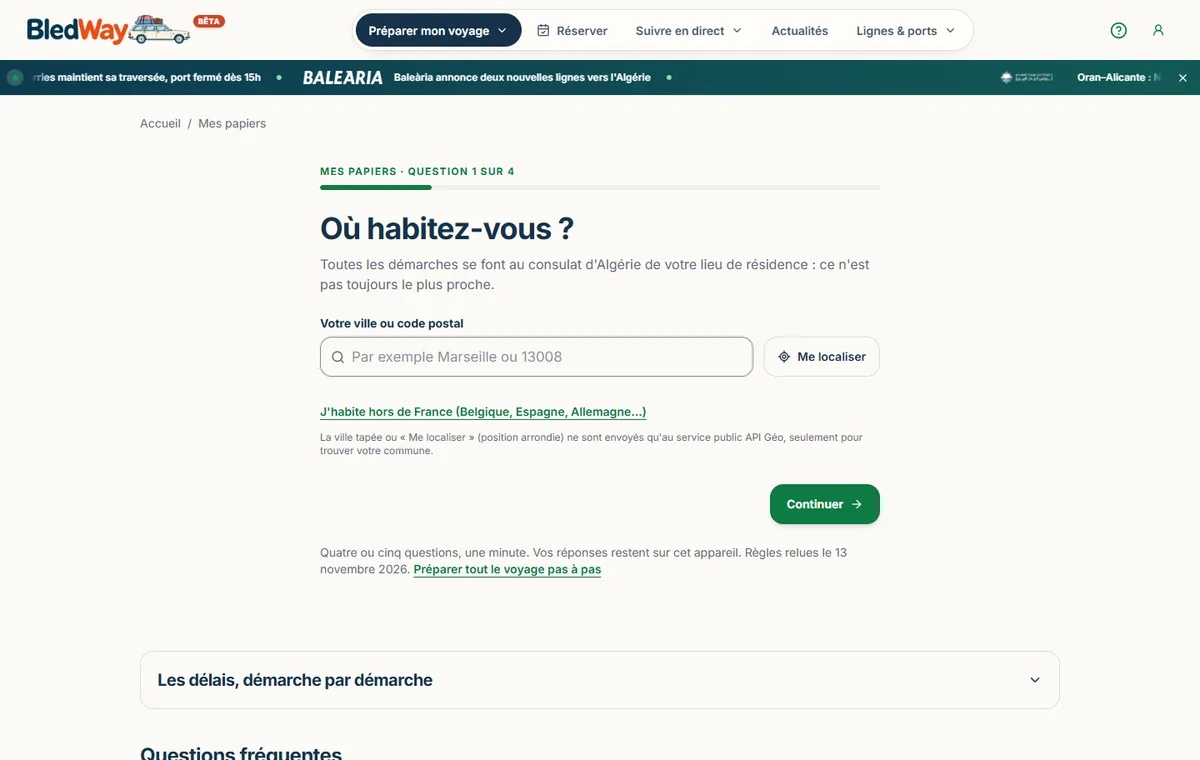 BledWay BÊTA
Préparer mon voyage
Réserver
Suivre en direct
Actualités
Lignes & ports
maintient sa traversée, port fermé dès 15h
BALEARIA
Baleària annonce deux nouvelles lignes vers l'Algérie
Oran–Alicante :
Accueil / Mes papiers
MES PAPIERS · QUESTION 1 SUR 4
Où habitez-vous ?
Toutes les démarches se font au consulat d'Algérie de votre lieu de résidence : ce n'est
pas toujours le plus proche.
Votre ville ou code postal
Par exemple Marseille ou 13008
Me localiser
J'habite hors de France (Belgique, Espagne, Allemagne...)
La ville tapée ou « Me localiser » (position arrondie) ne sont envoyés qu'au service public API Géo, seulement pour
trouver votre commune.
Continuer
Quatre ou cinq questions, une minute. Vos réponses restent sur cet appareil. Règles relues le 13
novembre 2026. Préparer tout le voyage pas à pas
Les délais, démarche par démarche
Questions fréquentes